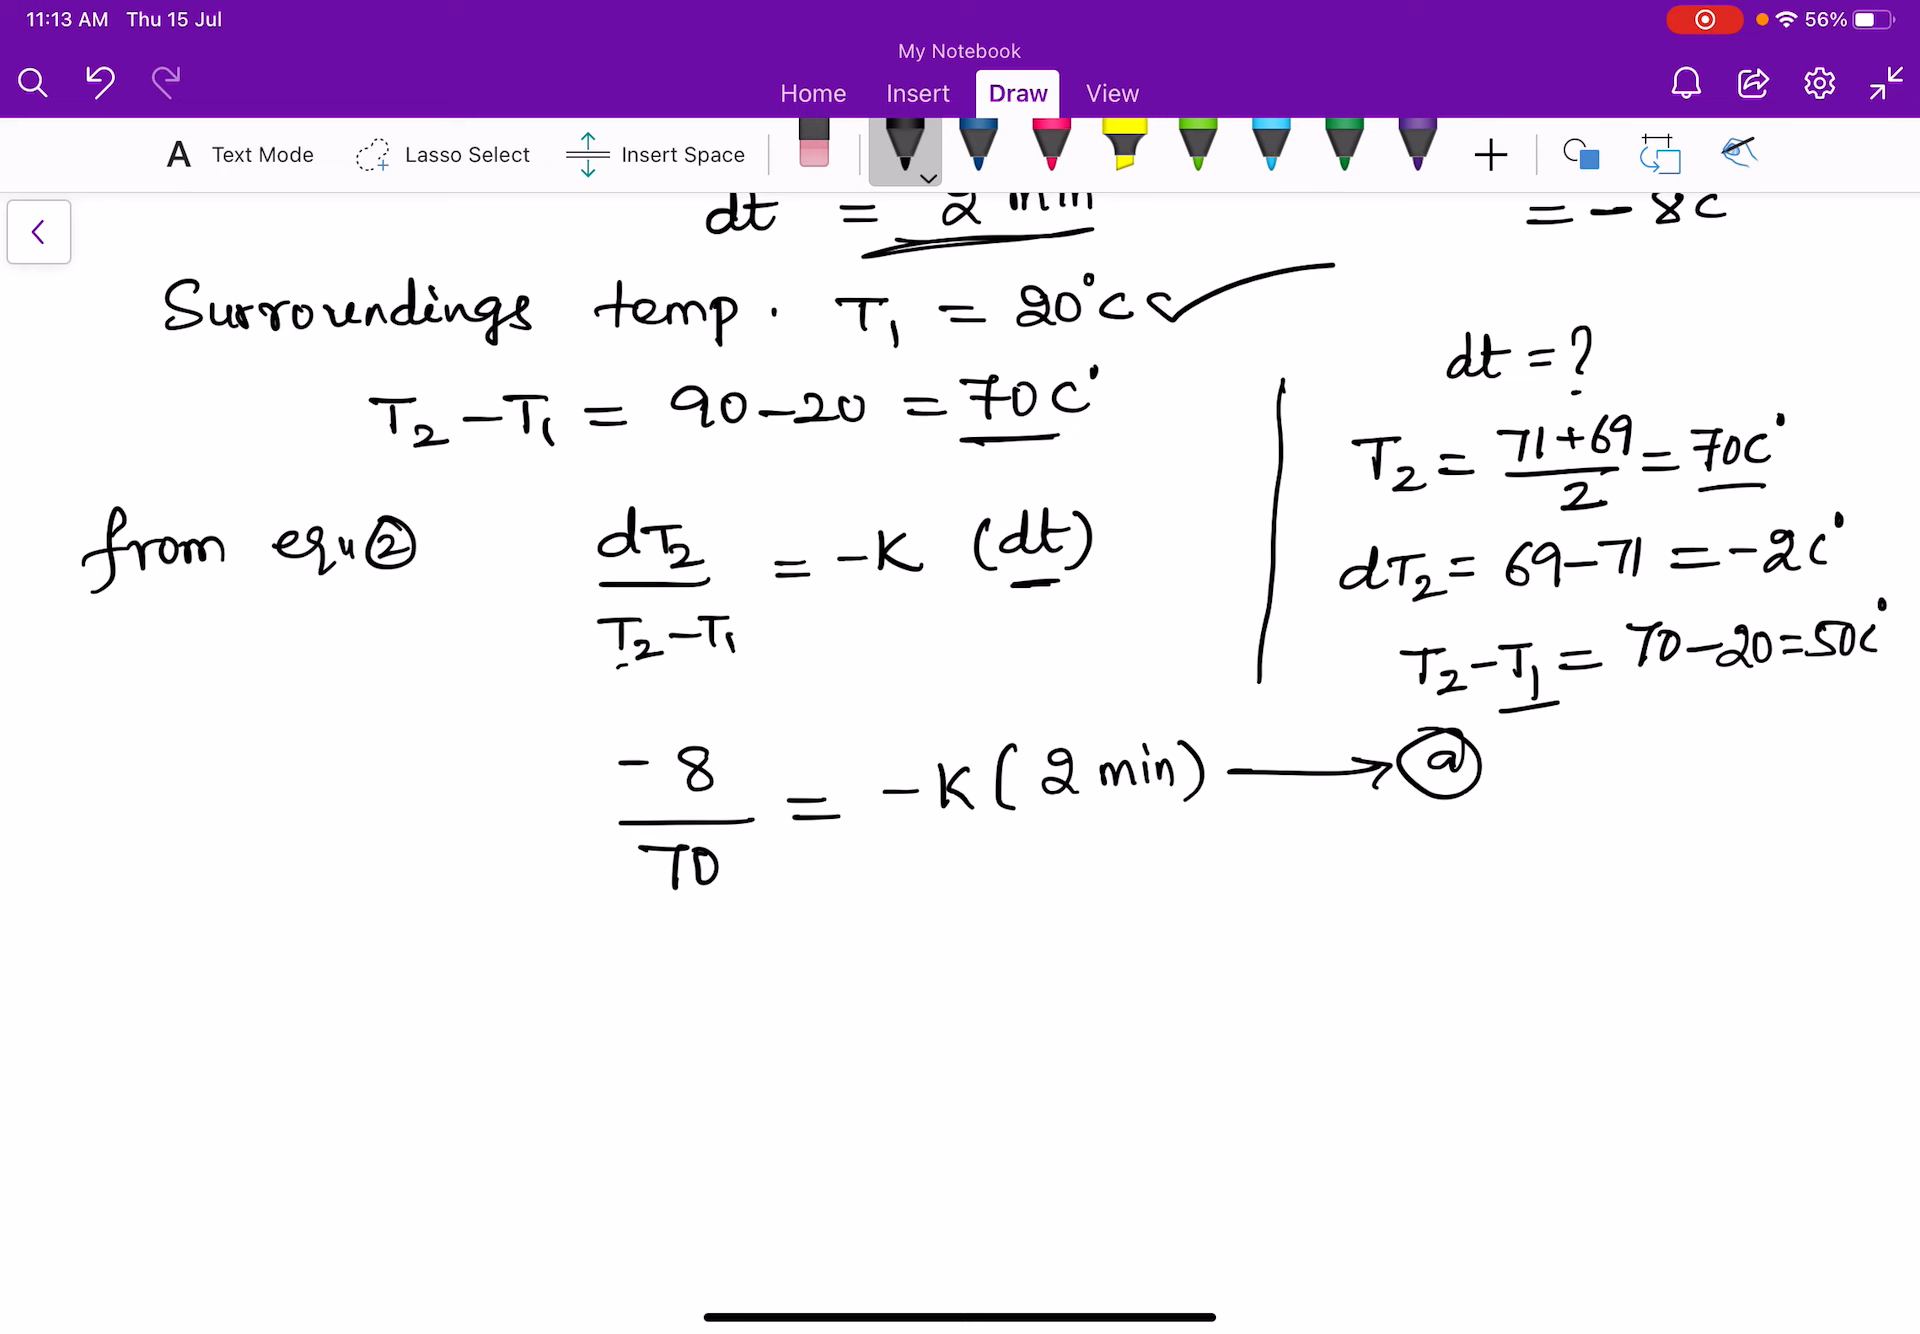 11:13 AM Thu 15 Jul
56%
My Notebook
Home Insert Draw View
A Text Mode Lasso Select Insert Space
dt = 2 min
= - 8C
Surroundings temp. T₁ = 20°C
T₂ - T₁ = 90 - 20 = 70C°
from equ ②
dT₂ / T₂ - T₁ = - K (dt)
dt = ?
T₂ = 71 + 69 / 2 = 70C°
dT₂ = 69 - 71 = - 2C°
T₂ - T₁ = 70 - 20 = 50C°
- 8 / 70 = - K ( 2 min) → ⓐ